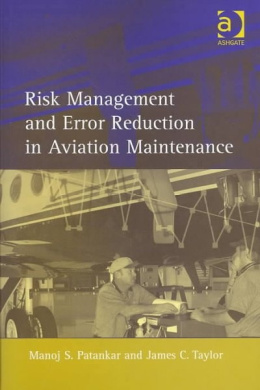 ASHGATE
Risk Management
and Error Reduction
in Aviation Maintenance
Manoj S. Patankar and James C. Taylor